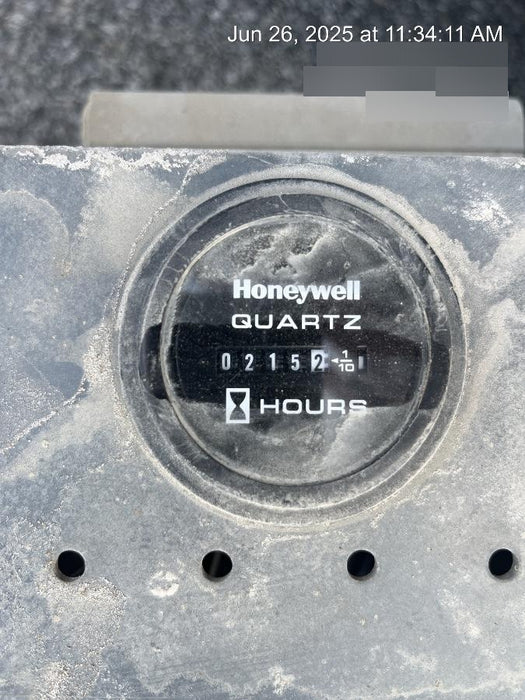 Jun 26, 2025 at 11:34:11 AM
Honeywell
QUARTZ
0 2 1 5 2 ◄ 1/10
HOURS